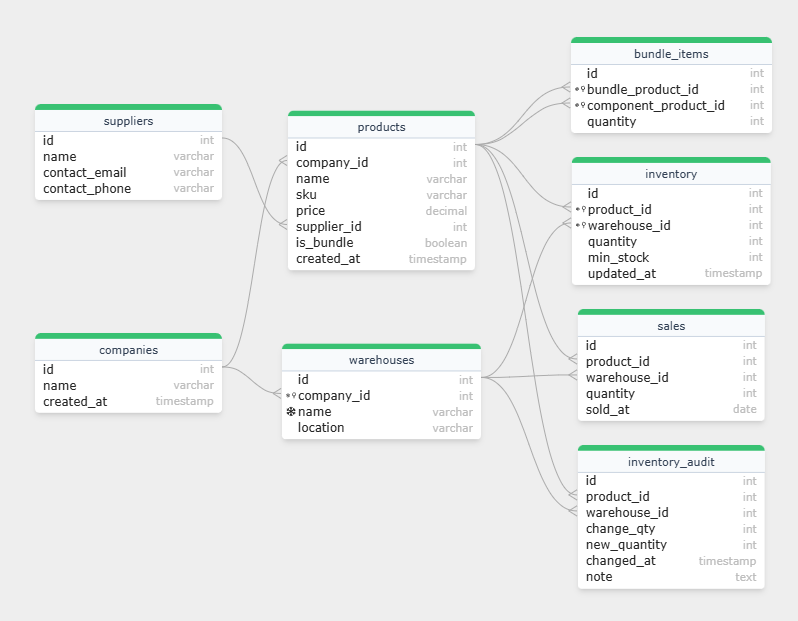 suppliers
id int
name varchar
contact_email varchar
contact_phone varchar
companies
id int
name varchar
created_at timestamp
products
id int
company_id int
name varchar
sku varchar
price decimal
supplier_id int
is_bundle boolean
created_at timestamp
warehouses
id int
company_id int
name varchar
location varchar
bundle_items
id int
bundle_product_id int
component_product_id int
quantity int
inventory
id int
product_id int
warehouse_id int
quantity int
min_stock int
updated_at timestamp
sales
id int
product_id int
warehouse_id int
quantity int
sold_at date
inventory_audit
id int
product_id int
warehouse_id int
change_qty int
new_quantity int
changed_at timestamp
note text